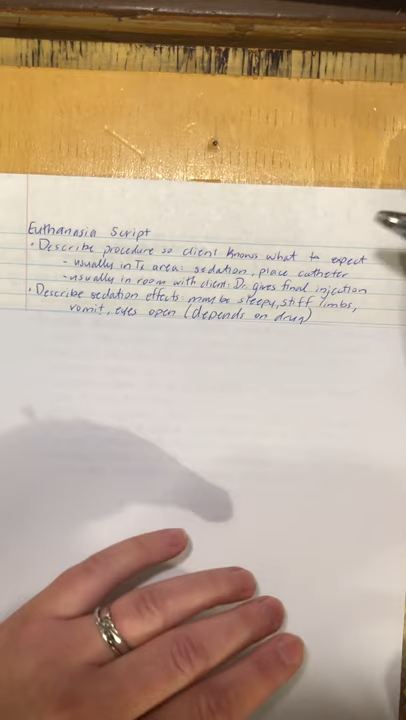 Euthanasia Script
• Describe procedure so client knows what to expect
- usually in Tx area: sedation, place catheter
- usually in room with client: Dr. gives final injection
• Describe sedation effects: may be sleepy, stiff limbs,
vomit, eyes open (depends on drug)